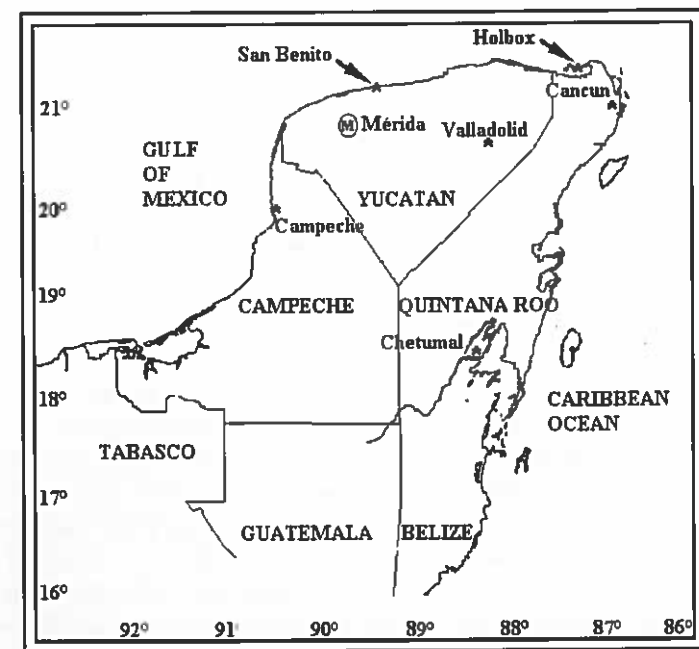 Holbox
San Benito
Cancun
21°
Mérida
M
Valladolid
GULF
OF
MEXICO
YUCATAN
20°
Campeche
19°
CAMPECHE
QUINTANA ROO
Chetumal
18°
CARIBBEAN
OCEAN
TABASCO
17°
GUATEMALA
BELIZE
16°
92°
91°
90°
89°
88°
87°
86°